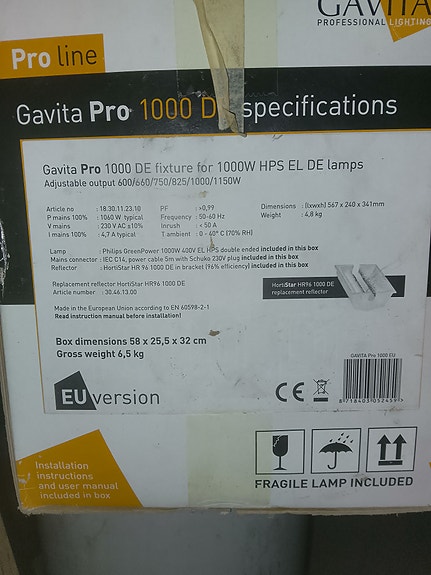 GAVITA
PROFESSIONAL LIGHTING
Pro line
Gavita Pro 1000 D specifications
Gavita Pro 1000 DE fixture for 1000W HPS EL DE lamps
Adjustable output 600/660/750/825/1000/1150W
Article no : 18.30.11.23.10 PF : >0,99 Dimensions : (lxwxh) 567 x 240 x 341mm
P mains 100% : 1060 W typical Frequency : 50-60 Hz Weight : 4,8 kg
V mains : 230 V AC ±10% Inrush : < 50 A
I mains 100% : 4,7 A typical T ambient : 0 - 40° C (70% RH)
Lamp : Philips GreenPower 1000W 400V EL HPS double ended included in this box
Mains connector : IEC C14, power cable 5m with Schuko 230V plug included in this box
Reflector : HortiStar HR 96 1000 DE in bracket (96% efficiency) included in this box
Replacement reflector HortiStar HR96 1000 DE
Article number : 30.46.13.00
HortiStar HR96 1000 DE
replacement reflector
Made in the European Union according to EN 60598-2-1
Read instruction manual before installation!
Box dimensions 58 x 25,5 x 32 cm
Gross weight 6,5 kg
GAVITA Pro 1000 EU
EU version
CE
8 718403 052459
Installation
instructions
and user manual
included in box
FRAGILE LAMP INCLUDED